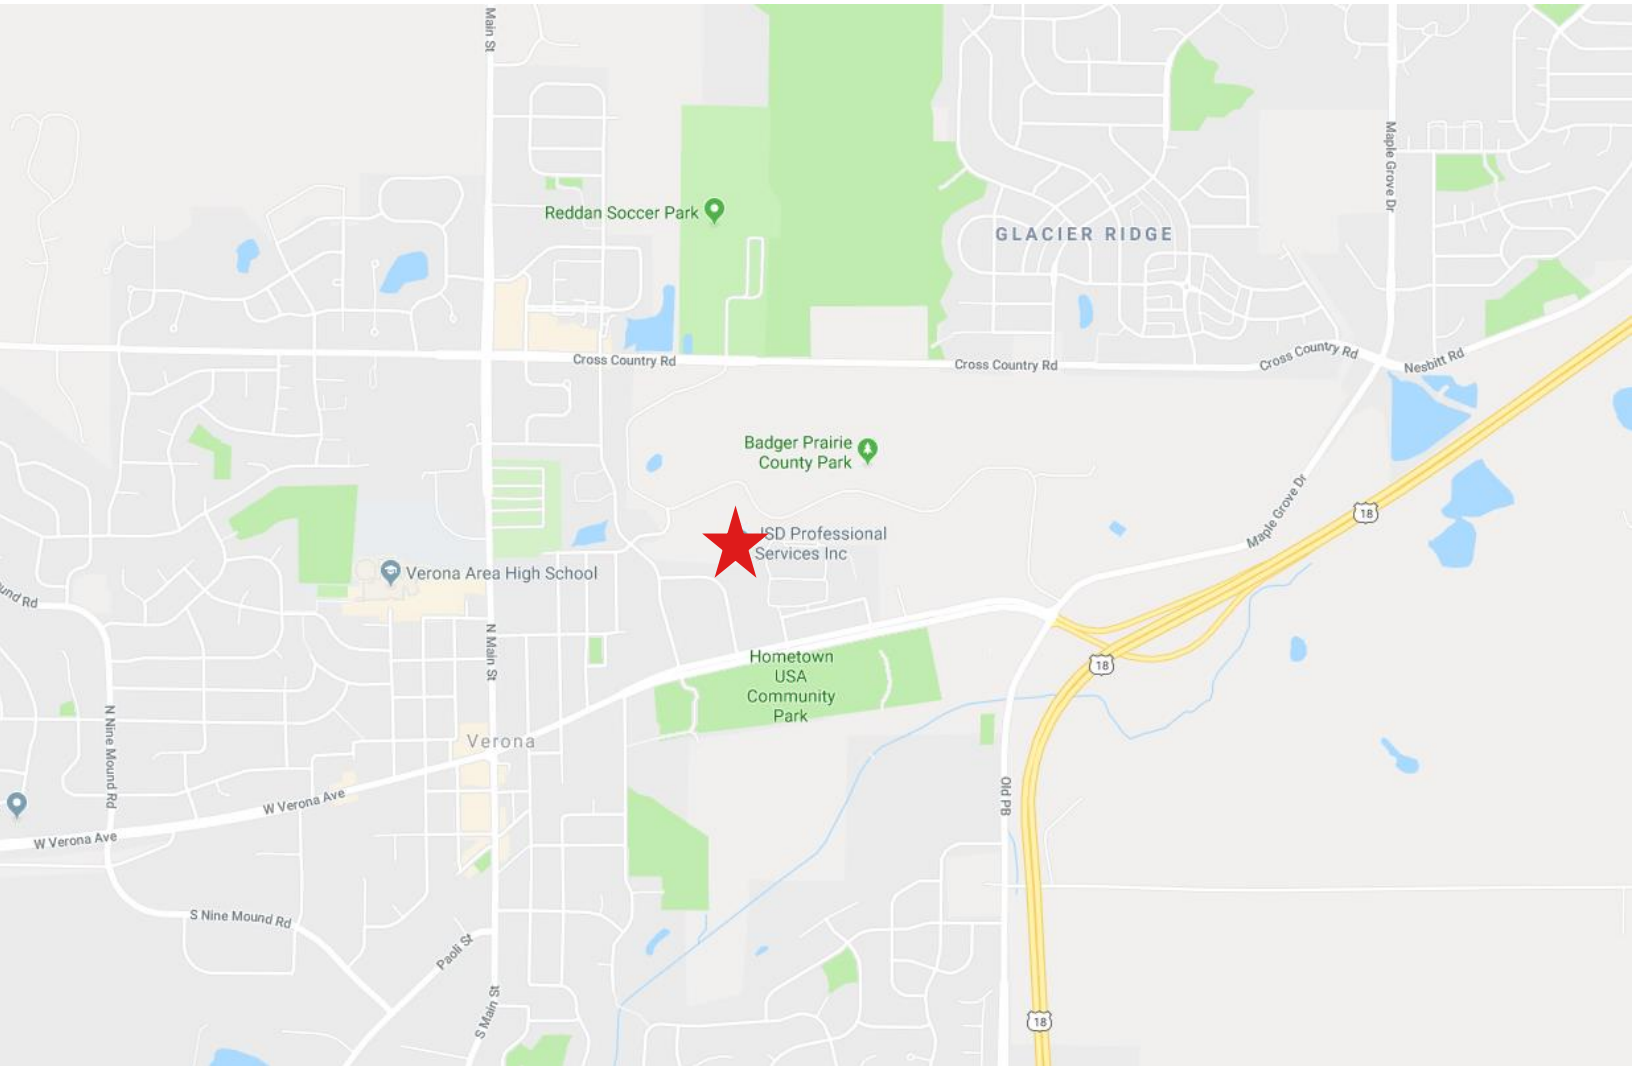 Main St
Maple Grove Dr
Reddan Soccer Park
GLACIER RIDGE
Cross Country Rd
Cross Country Rd
Cross Country Rd
Nesbitt Rd
Badger Prairie
County Park
Maple Grove Dr
18
JSD Professional
Services Inc
Verona Area High School
und Rd
N Main St
Hometown
USA
Community
Park
18
Verona
N Nine Mound Rd
W Verona Ave
W Verona Ave
Old PB
S Nine Mound Rd
Paoli St
S Main St
18